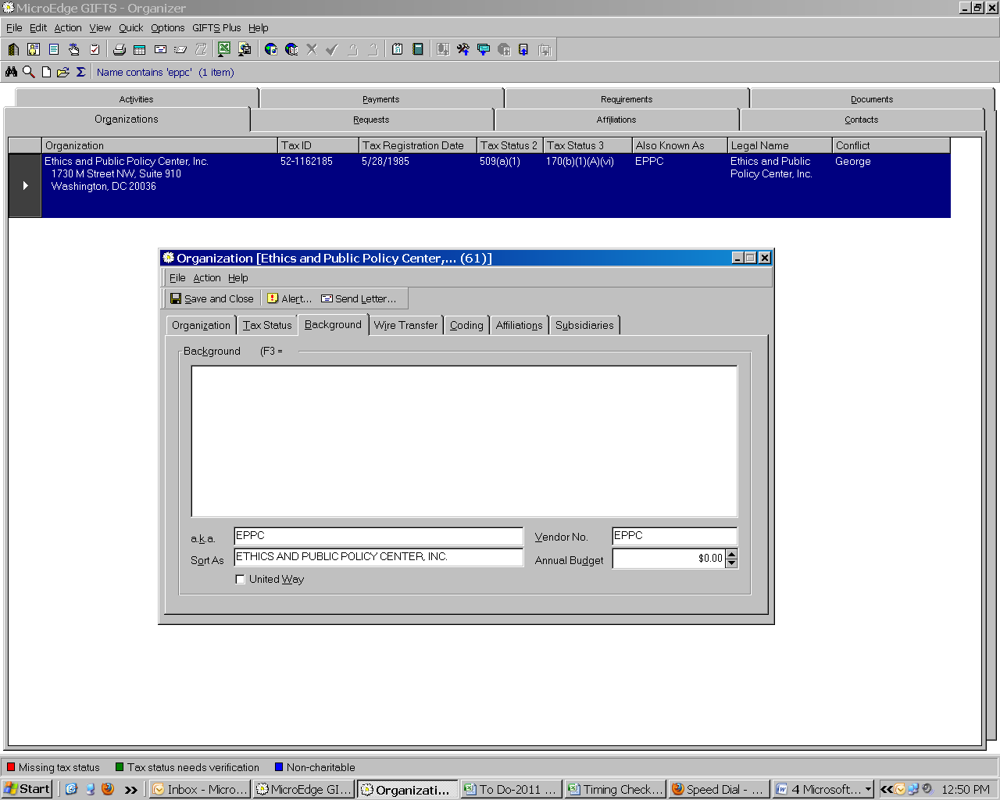 MicroEdge GIFTS - Organizer
File Edit Action View Quick Options GIFTS Plus Help
Name contains 'eppc' (1 item)
Activities Payments Requirements Documents
Organizations Requests Affiliations Contacts
Organization Tax ID Tax Registration Date Tax Status 2 Tax Status 3 Also Known As Legal Name Conflict
Ethics and Public Policy Center, Inc. 52-1162185 5/28/1985 509(a)(1) 170(b)(1)(A)(vi) EPPC Ethics and Public George
1730 M Street NW, Suite 910 Policy Center, Inc.
Washington, DC 20036
Organization [Ethics and Public Policy Center,... (61)]
File Action Help
Save and Close Alert... Send Letter...
Organization Tax Status Background Wire Transfer Coding Affiliations Subsidiaries
Background (F3 =
a.k.a. EPPC Vendor No. EPPC
Sort As ETHICS AND PUBLIC POLICY CENTER, INC. Annual Budget $0.00
United Way
Missing tax status Tax status needs verification Non-charitable
Start Inbox - Micro... MicroEdge GI... Organizati... To Do-2011 ... Timing Check... Speed Dial - ... 4 Microsoft... 12:50 PM